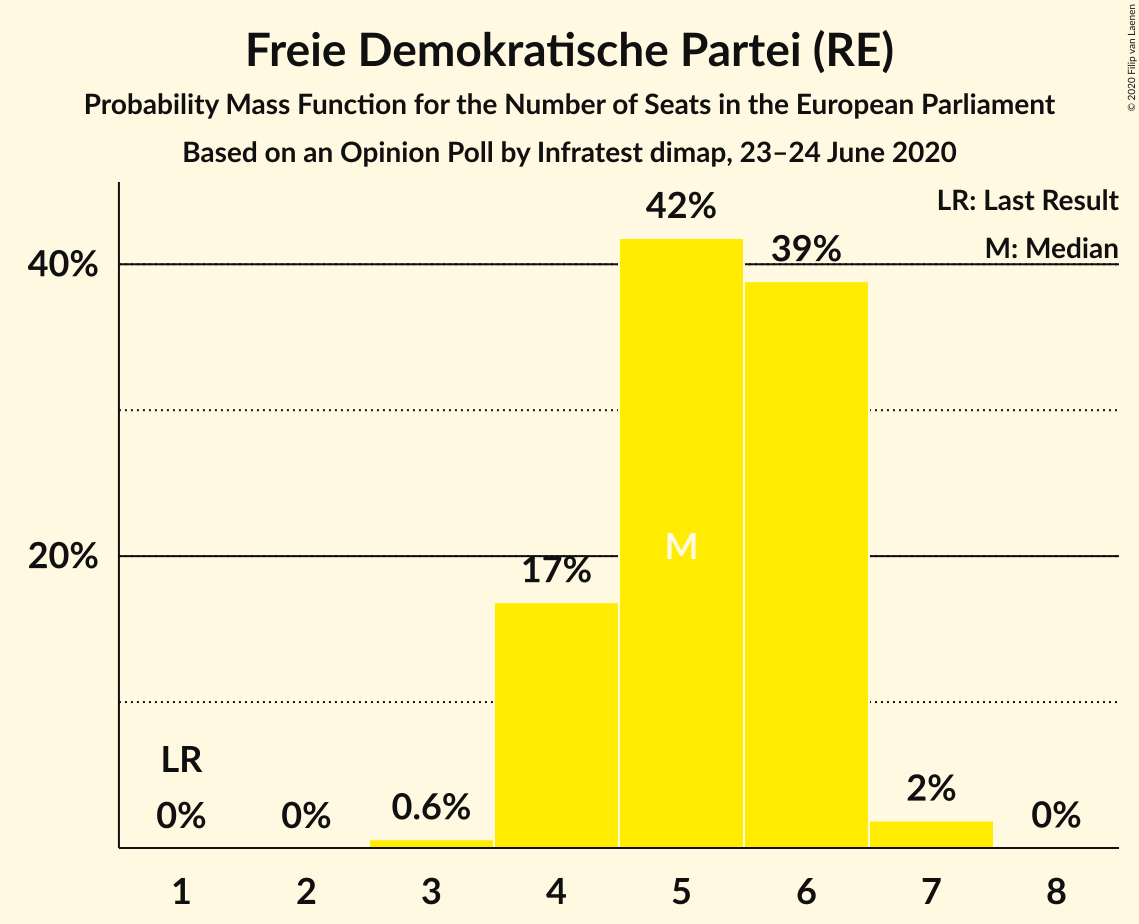 Freie Demokratische Partei (RE)
Probability Mass Function for the Number of Seats in the European Parliament
Based on an Opinion Poll by Infratest dimap, 23–24 June 2020
© 2020 Filip van Laenen
LR: Last Result
M: Median
42%
39%
40%
M
20%
17%
LR
0%
0%
0.6%
2%
0%
1
2
3
4
5
6
7
8